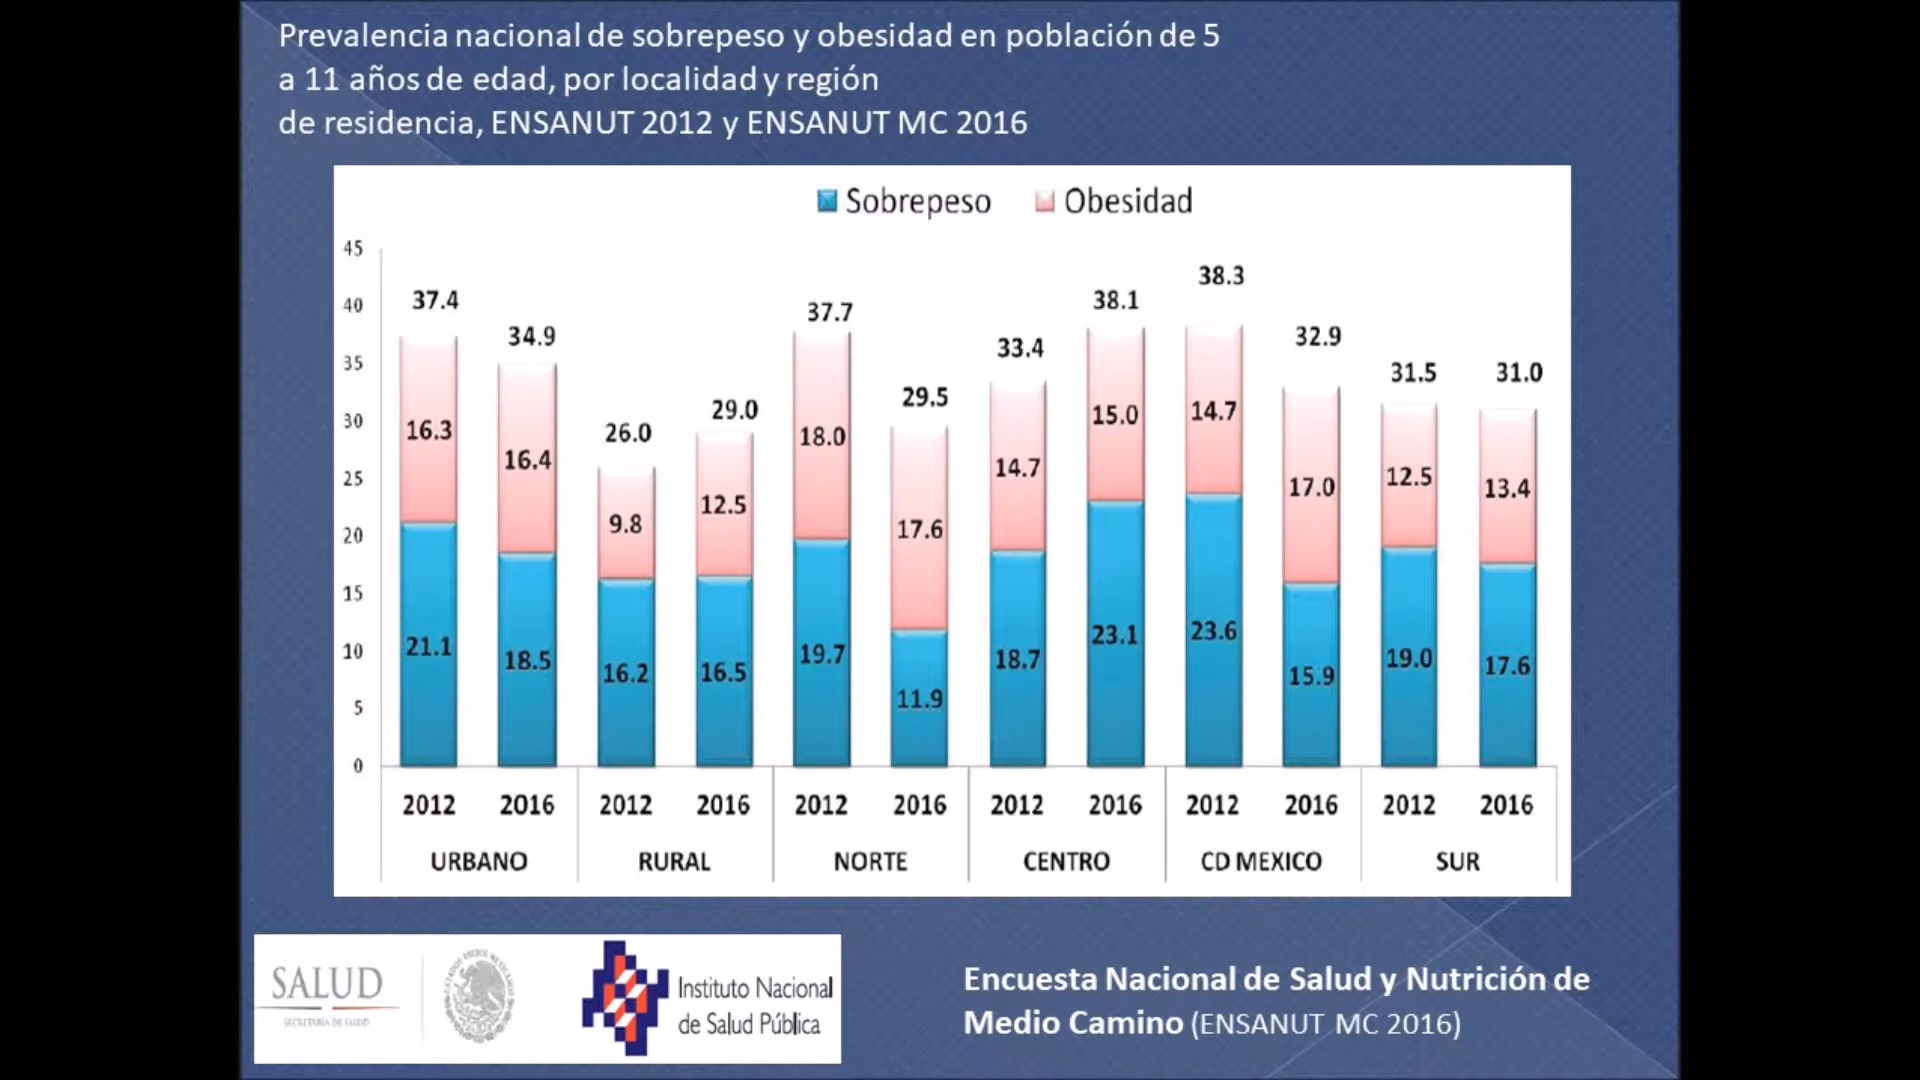 Prevalencia nacional de sobrepeso y obesidad en población de 5
a 11 años de edad, por localidad y región
de residencia, ENSANUT 2012 y ENSANUT MC 2016
Sobrepeso Obesidad
45
40
35
30
25
20
15
10
5
0
37.4 34.9 26.0 29.0 37.7 29.5 33.4 38.1 38.3 32.9 31.5 31.0
16.3 16.4 9.8 12.5 18.0 17.6 14.7 15.0 14.7 17.0 12.5 13.4
21.1 18.5 16.2 16.5 19.7 11.9 18.7 23.1 23.6 15.9 19.0 17.6
2012 2016 2012 2016 2012 2016 2012 2016 2012 2016 2012 2016
URBANO RURAL NORTE CENTRO CD MEXICO SUR
SALUD
SECRETARÍA DE SALUD
ESTADOS UNIDOS MEXICANOS
Instituto Nacional
de Salud Pública
Encuesta Nacional de Salud y Nutrición de
Medio Camino (ENSANUT MC 2016)